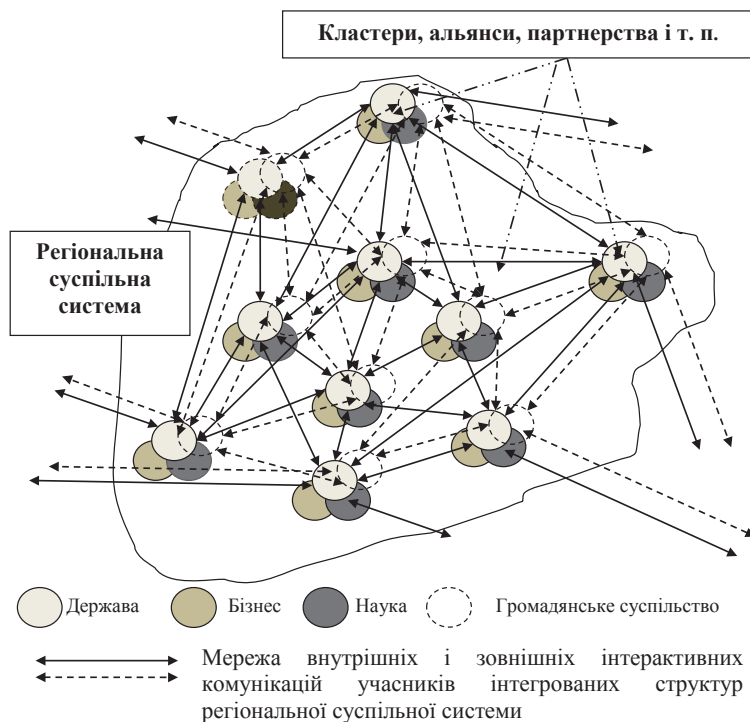 Кластери, альянси, партнерства і т. п.
Регіональна
суспільна
система
Держава
Бізнес
Наука
Громадянське суспільство
Мережа внутрішніх і зовнішніх інтерактивних
комунікацій учасників інтегрованих структур
регіональної суспільної системи